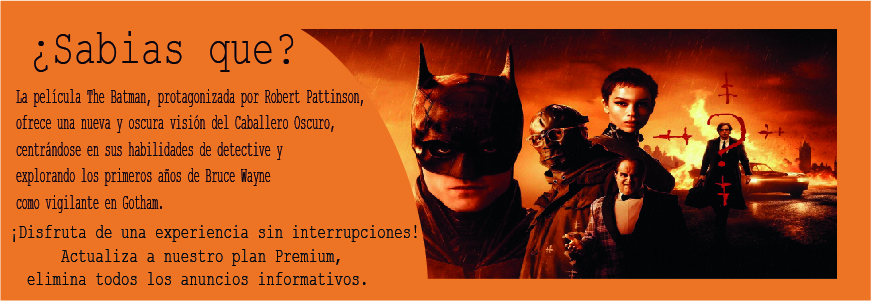 ¿Sabias que?
La película The Batman, protagonizada por Robert Pattinson,
ofrece una nueva y oscura visión del Caballero Oscuro,
centrándose en sus habilidades de detective y
explorando los primeros años de Bruce Wayne
como vigilante en Gotham.
¡Disfruta de una experiencia sin interrupciones!
Actualiza a nuestro plan Premium,
elimina todos los anuncios informativos.